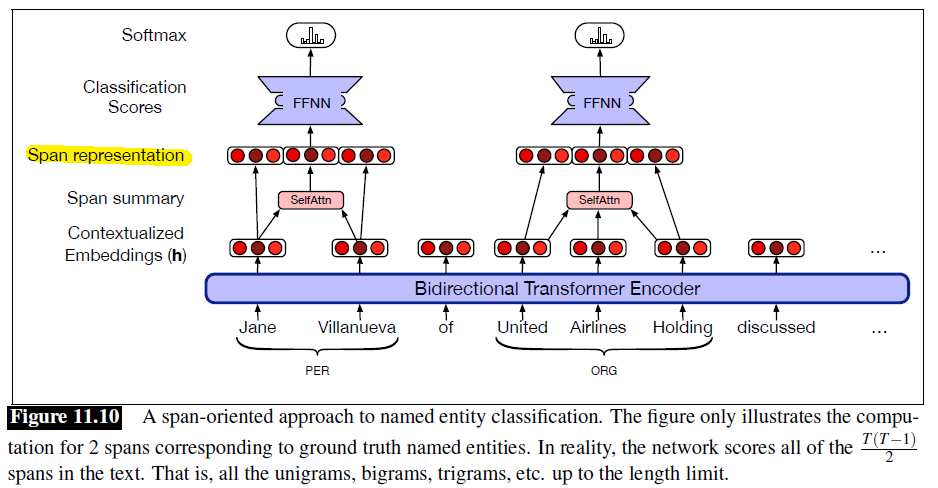 Softmax
Classification Scores
FFNN FFNN
Span representation
Span summary
SelfAttn SelfAttn
Contextualized Embeddings (h)
...
Bidirectional Transformer Encoder
Jane Villanueva of United Airlines Holding discussed ...
PER ORG
Figure 11.10 A span-oriented approach to named entity classification. The figure only illustrates the compu-
tation for 2 spans corresponding to ground truth named entities. In reality, the network scores all of the T(T−1)/2
spans in the text. That is, all the unigrams, bigrams, trigrams, etc. up to the length limit.